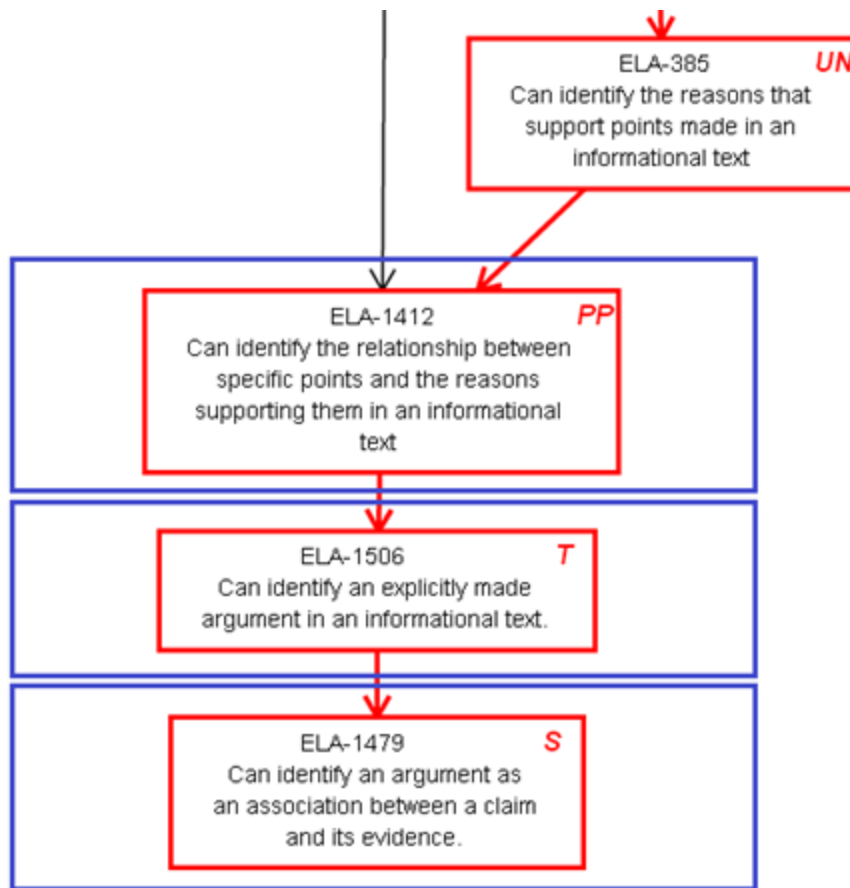 ELA-385 UN
Can identify the reasons that
support points made in an
informational text
ELA-1412 PP
Can identify the relationship between
specific points and the reasons
supporting them in an informational
text
ELA-1506 T
Can identify an explicitly made
argument in an informational text.
ELA-1479 S
Can identify an argument as
an association between a claim
and its evidence.